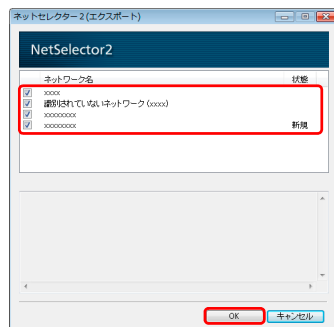 ネットセレクター2(エクスポート)
NetSelector2
ネットワーク名 状態
xxxx
識別されていないネットワーク (xxxx)
xxxxxxxx
xxxxxxxx 新規
OK キャンセル